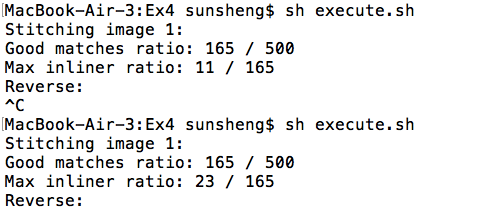 MacBook-Air-3:Ex4 sunsheng$ sh execute.sh
Stitching image 1:
Good matches ratio: 165 / 500
Max inliner ratio: 11 / 165
Reverse:
^C
MacBook-Air-3:Ex4 sunsheng$ sh execute.sh
Stitching image 1:
Good matches ratio: 165 / 500
Max inliner ratio: 23 / 165
Reverse: